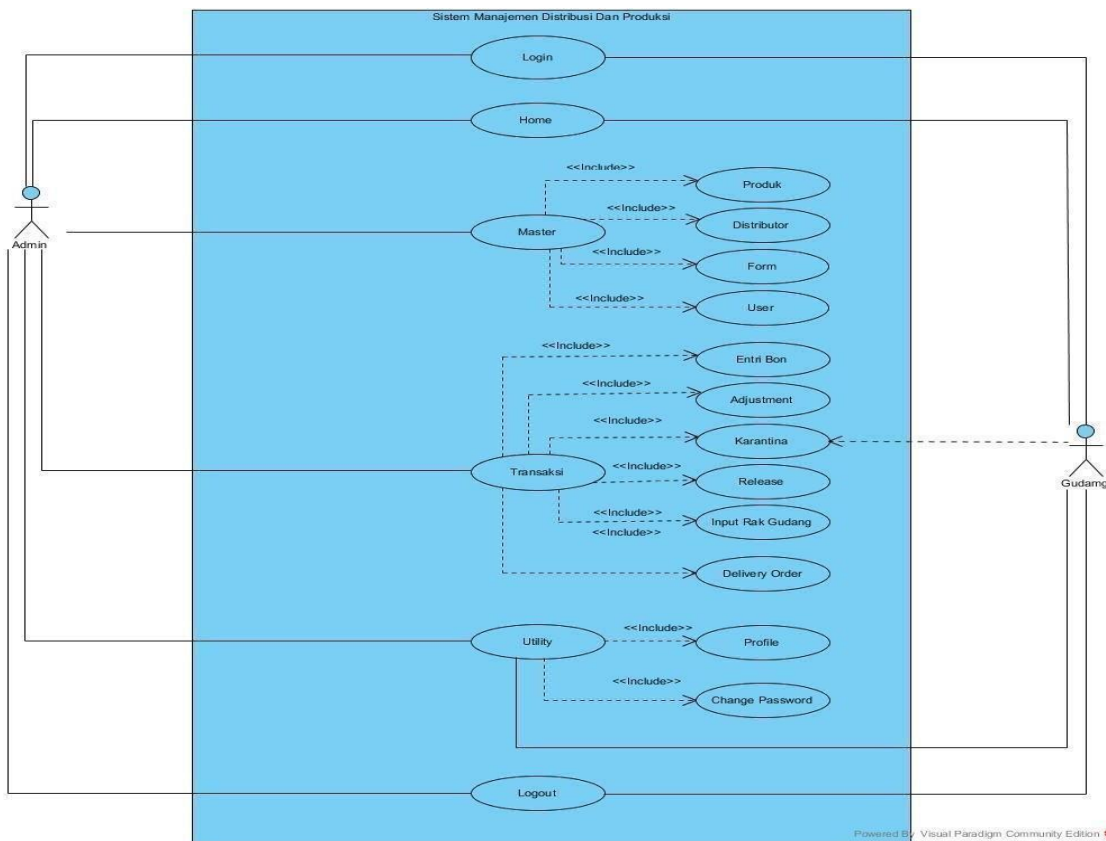 Sistem Manajemen Distribusi Dan Produksi
Login
Home
<<Include>>
Produk
<<Include>>
Distributor
Admin
Master
<<Include>>
Form
<<Include>>
User
<<Include>>
Entri Bon
<<Include>>
Adjustment
<<Include>>
Karantina
Transaksi
<<Include>>
Release
Gudamg
<<Include>>
Input Rak Gudang
<<Include>>
Delivery Order
Utility
<<Include>>
Profile
<<Include>>
Change Password
Logout
Powered By Visual Paradigm Community Edition